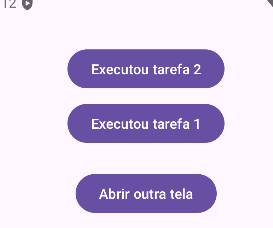 12
Executou tarefa 2
Executou tarefa 1
Abrir outra tela